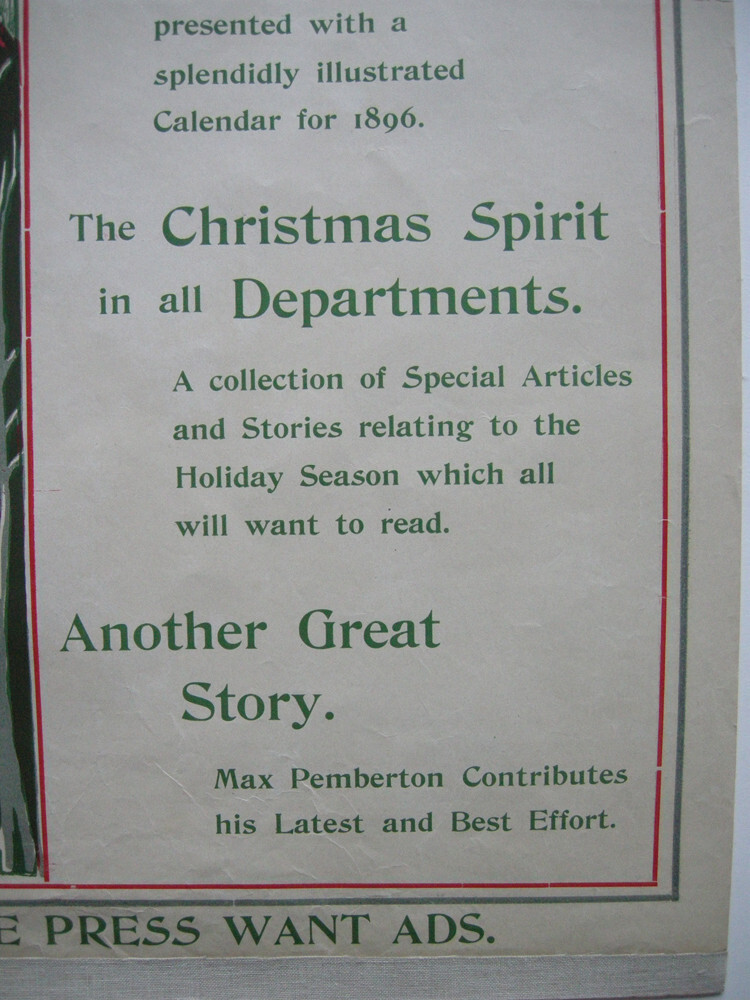 presented with a
splendidly illustrated
Calendar for 1896.
The Christmas Spirit
in all Departments.
A collection of Special Articles
and Stories relating to the
Holiday Season which all
will want to read.
Another Great
Story.
Max Pemberton Contributes
his Latest and Best Effort.
E PRESS WANT ADS.